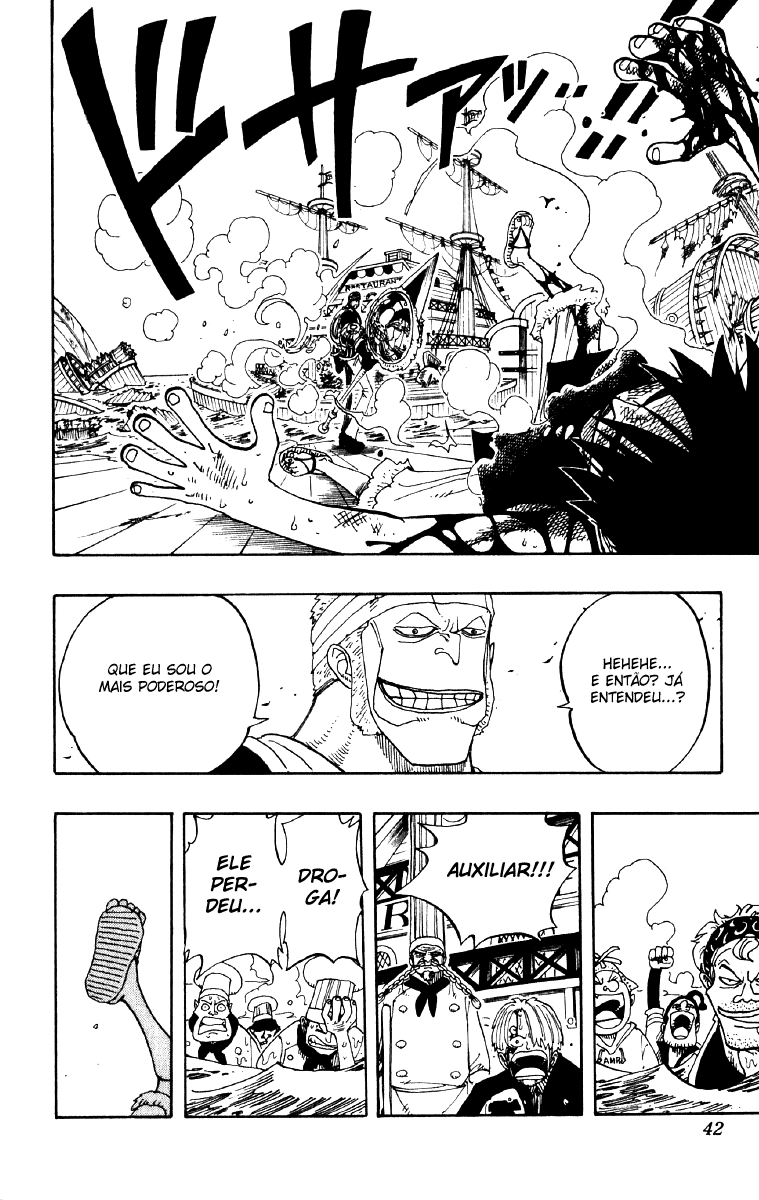 ドサアッ…!!
RESTAURANT
HEHEHE...
E ENTÃO? JÁ
ENTENDEU...?
QUE EU SOU O
MAIS PODEROSO!
AUXILIAR!!!
R
DRO-
GA!
ELE
PER-
DEU...
42